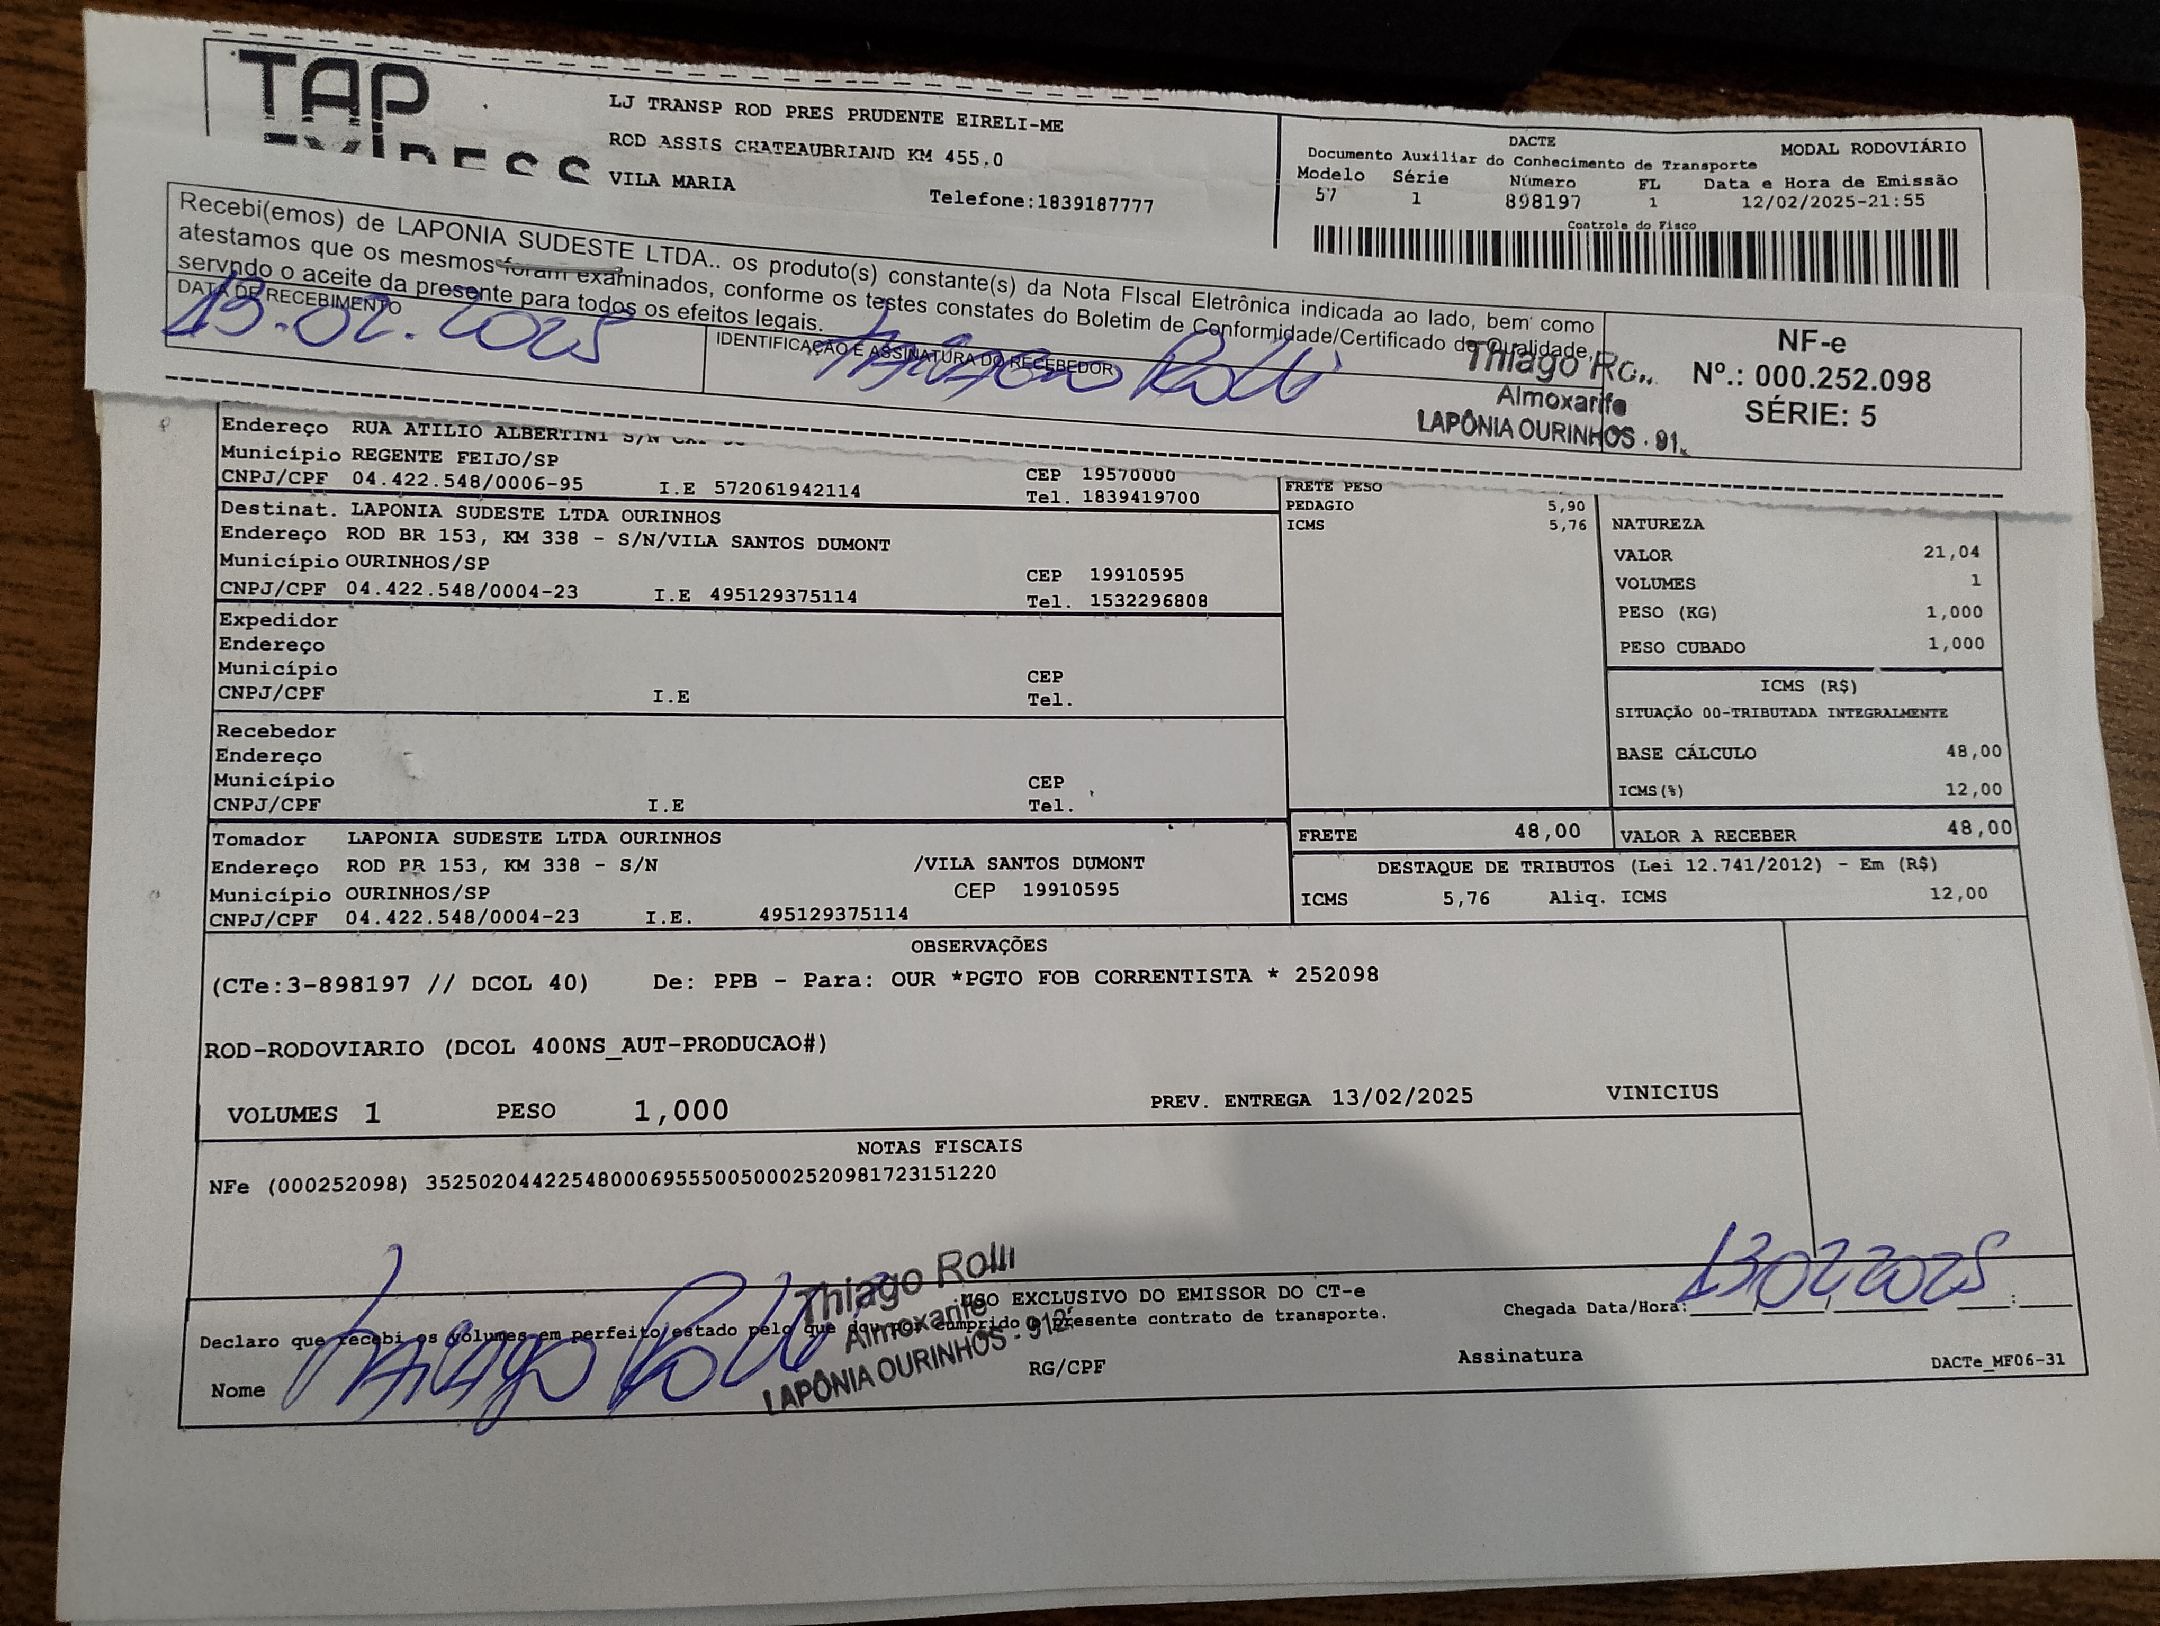 TAP
LJ TRANSP ROD PRES PRUDENTE EIRELI-ME
ROD ASSIS CHATEAUBRIAND KM 455.0
VILA MARIA
Telefone:1839187777
DACTE
MODAL RODOVIÁRIO
Documento Auxiliar do Conhecimento de Transporte
Modelo Série Número FL Data e Hora de Emissão
57 1 898197 1 12/02/2025-21:55
Controle do Fisco
Recebi(emos) de LAPONIA SUDESTE LTDA.. os produto(s) constante(s) da Nota FIscal Eletrônica indicada ao lado, bem como
atestamos que os mesmos foram examinados, conforme os testes constates do Boletim de Conformidade/Certificado de Qualidade,
servndo o aceite da presente para todos os efeitos legais.
DATA DE RECEBIMENTO
13.02.2025
IDENTIFICAÇÃO E ASSINATURA DO RECEBEDOR
Thiago Rolli
Thiago Ro
Almoxarife
LAPÔNIA OURINHOS - 91
NF-e
Nº.: 000.252.098
SÉRIE: 5
Endereço RUA ATILIO ALBERTINI S/N
Município REGENTE FEIJO/SP
CEP 19570000
CNPJ/CPF 04.422.548/0006-95 I.E 572061942114 Tel. 1839419700
Destinat. LAPONIA SUDESTE LTDA OURINHOS
Endereço ROD BR 153, KM 338 - S/N/VILA SANTOS DUMONT
Município OURINHOS/SP CEP 19910595
CNPJ/CPF 04.422.548/0004-23 I.E 495129375114 Tel. 1532296808
Expedidor
Endereço
Município CEP
CNPJ/CPF I.E Tel.
Recebedor
Endereço
Município CEP
CNPJ/CPF I.E Tel.
Tomador LAPONIA SUDESTE LTDA OURINHOS
Endereço ROD BR 153, KM 338 - S/N /VILA SANTOS DUMONT
Município OURINHOS/SP CEP 19910595
CNPJ/CPF 04.422.548/0004-23 I.E. 495129375114
FRETE PESO
PEDAGIO 5,90
ICMS 5,76
NATUREZA
VALOR 21,04
VOLUMES 1
PESO (KG) 1,000
PESO CUBADO 1,000
ICMS (R$)
SITUAÇÃO 00-TRIBUTADA INTEGRALMENTE
BASE CÁLCULO 48,00
ICMS(%) 12,00
FRETE 48,00 VALOR A RECEBER 48,00
DESTAQUE DE TRIBUTOS (Lei 12.741/2012) - Em (R$)
ICMS 5,76 Aliq. ICMS 12,00
OBSERVAÇÕES
(CTe:3-898197 // DCOL 40) De: PPB - Para: OUR *PGTO FOB CORRENTISTA * 252098
ROD-RODOVIARIO (DCOL 400NS_AUT-PRODUCAO#)
VOLUMES 1 PESO 1,000 PREV. ENTREGA 13/02/2025 VINICIUS
NOTAS FISCAIS
NFe (000252098) 35250204422548000695550050002520981723151220
USO EXCLUSIVO DO EMISSOR DO CT-e
Declaro que recebi os volumes em perfeito estado pelo que dou por cumprido o presente contrato de transporte.
Chegada Data/Hora: 13022025
Nome Thiago Rolli
Thiago Rolli
Almoxarife
LAPÔNIA OURINHOS - 912
RG/CPF
Assinatura
DACTe_MF06-31